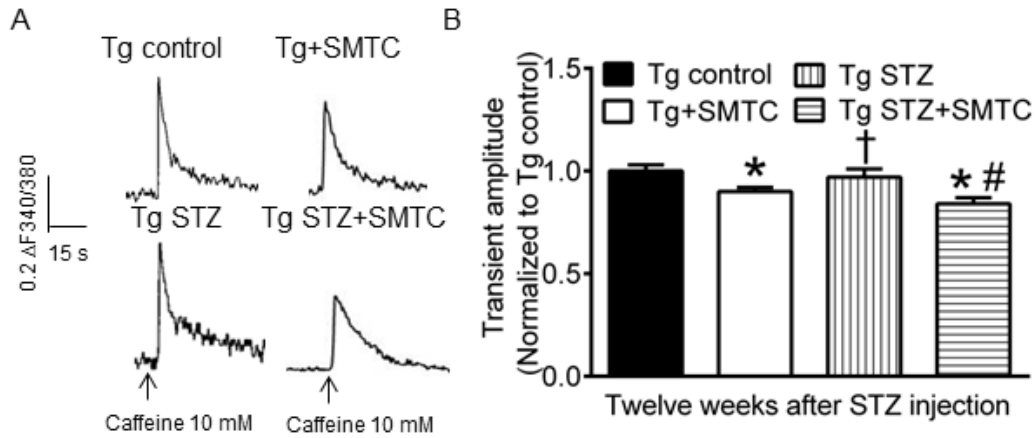 A
Tg control Tg+SMTC
0.2 ΔF340/380
15 s
Tg STZ Tg STZ+SMTC
Caffeine 10 mM Caffeine 10 mM
B
Transient amplitude
(Normalized to Tg control)
1.5
1.0
0.5
0.0
Tg control Tg STZ
Tg+SMTC Tg STZ+SMTC
* † * #
Twelve weeks after STZ injection